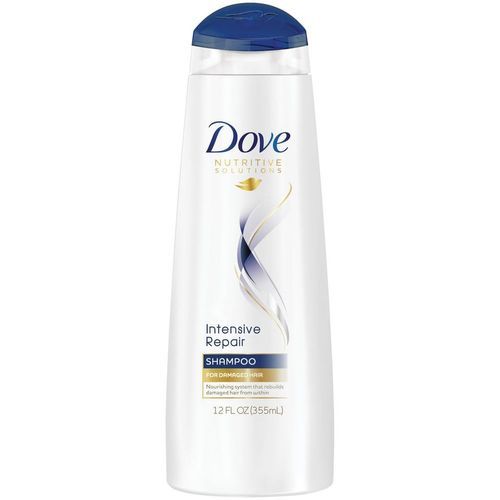 Dove
NUTRITIVE
SOLUTIONS
Intensive
Repair
SHAMPOO
FOR DAMAGED HAIR
Nourishing system that rebuilds
damaged hair from within
12 FL OZ (355mL)